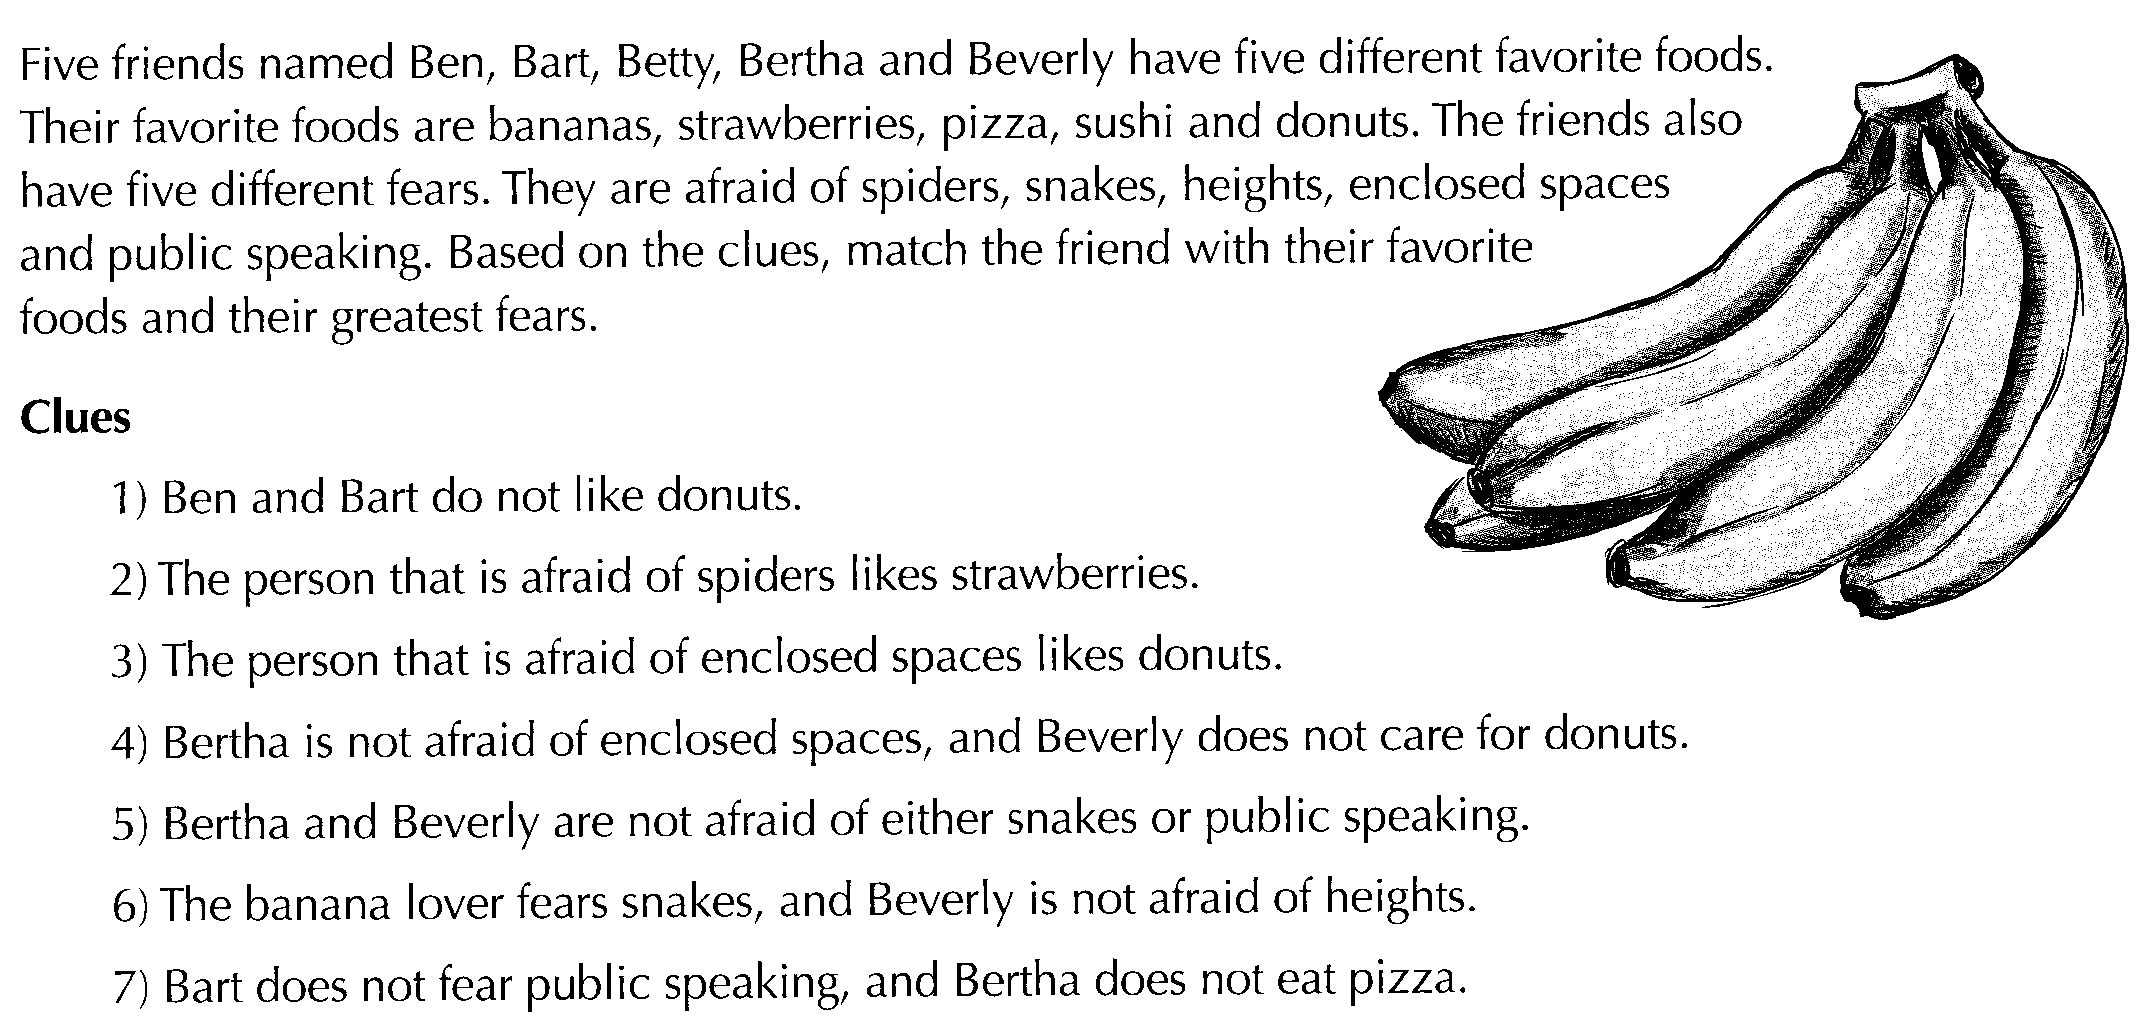 Five friends named Ben, Bart, Betty, Bertha and Beverly have five different favorite foods.
Their favorite foods are bananas, strawberries, pizza, sushi and donuts. The friends also
have five different fears. They are afraid of spiders, snakes, heights, enclosed spaces
and public speaking. Based on the clues, match the friend with their favorite
foods and their greatest fears.
Clues
1) Ben and Bart do not like donuts.
2) The person that is afraid of spiders likes strawberries.
3) The person that is afraid of enclosed spaces likes donuts.
4) Bertha is not afraid of enclosed spaces, and Beverly does not care for donuts.
5) Bertha and Beverly are not afraid of either snakes or public speaking.
6) The banana lover fears snakes, and Beverly is not afraid of heights.
7) Bart does not fear public speaking, and Bertha does not eat pizza.